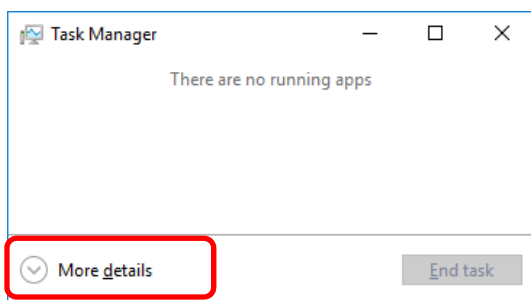 Task Manager
There are no running apps
More details
End task